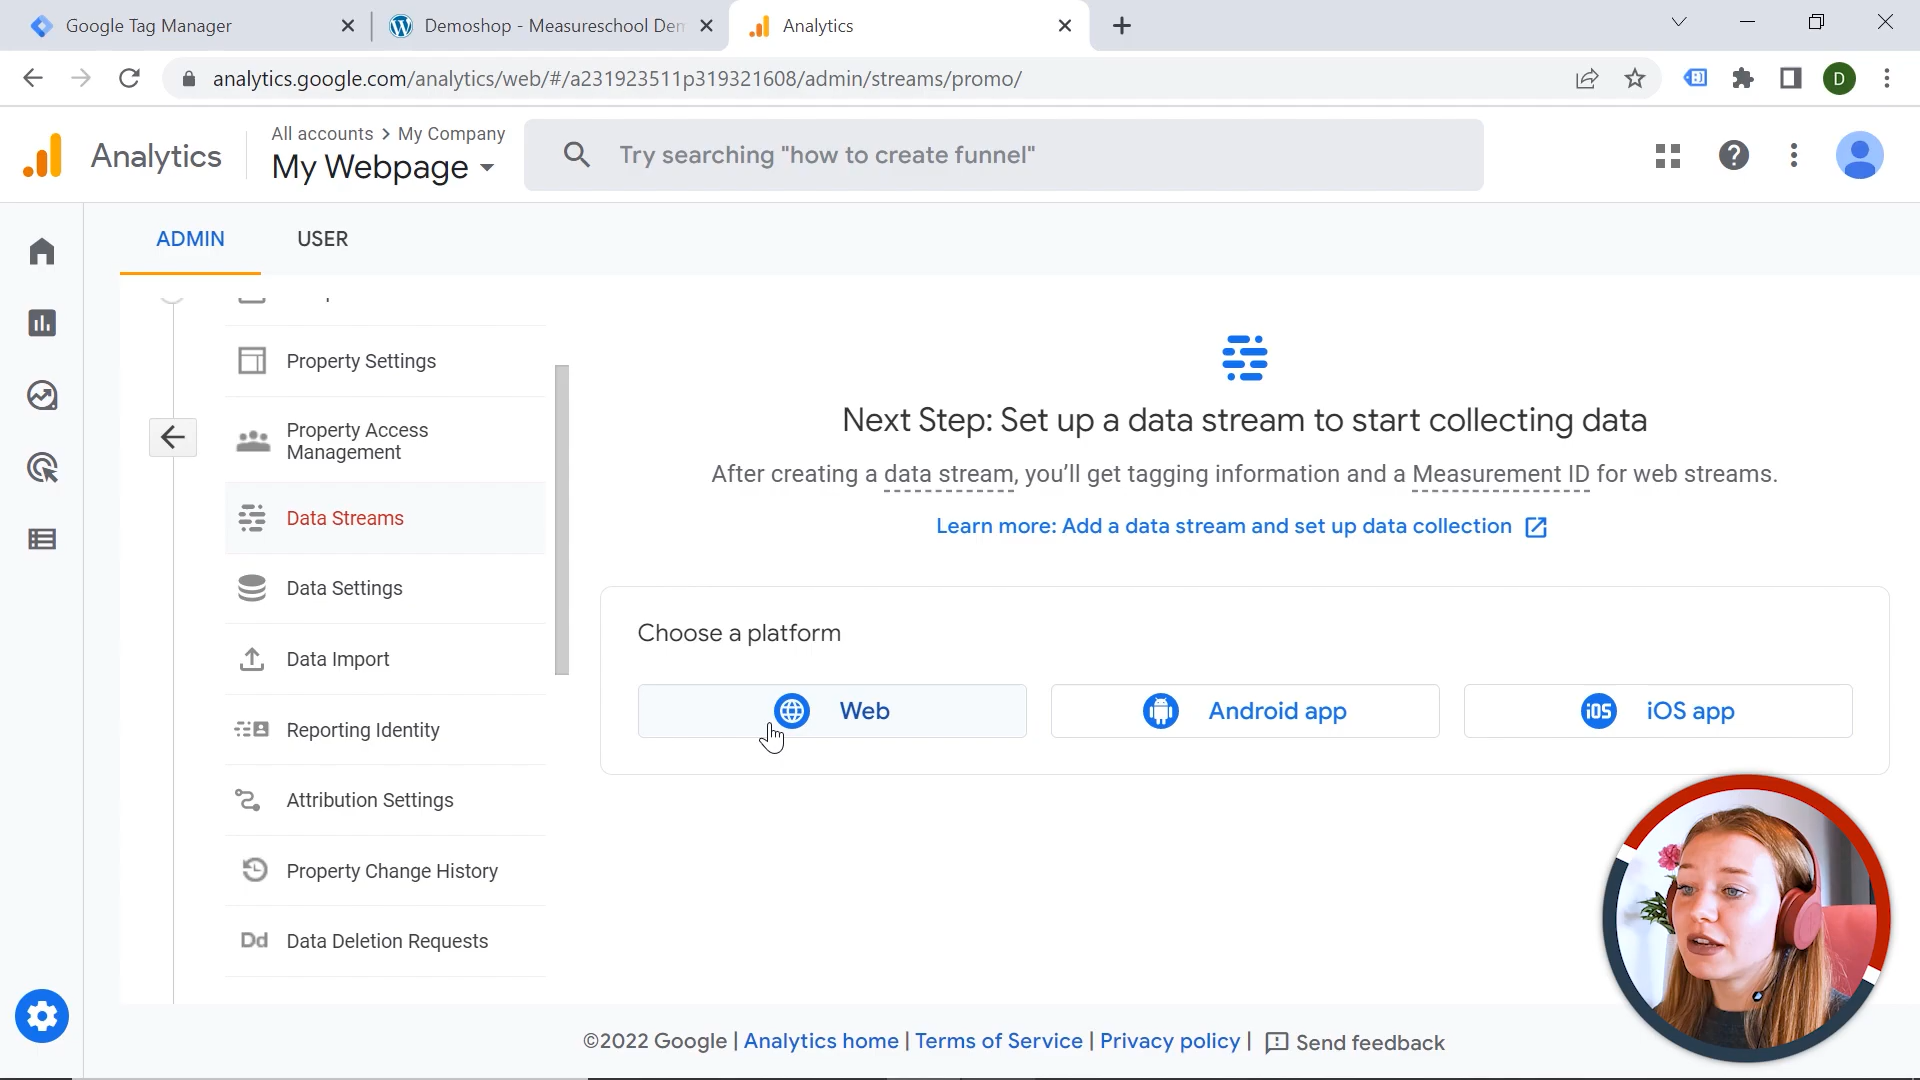 Google Tag Manager
Demoshop - Measureschool Den
Analytics
analytics.google.com/analytics/web/#/a231923511p319321608/admin/streams/promo/
D
Analytics
All accounts > My Company
My Webpage
Try searching "how to create funnel"
ADMIN
USER
Property Settings
Property Access
Management
Data Streams
Data Settings
Data Import
Reporting Identity
Attribution Settings
Property Change History
Dd Data Deletion Requests
Next Step: Set up a data stream to start collecting data
After creating a data stream, you'll get tagging information and a Measurement ID for web streams.
Learn more: Add a data stream and set up data collection
Choose a platform
Web
Android app
iOS iOS app
©2022 Google | Analytics home | Terms of Service | Privacy policy | Send feedback